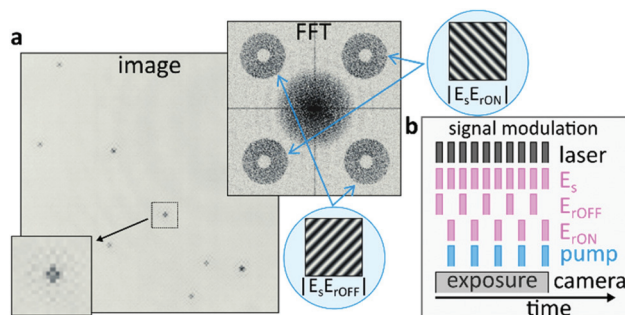 a
image
FFT
| EₛEᵣON |
| EₛEᵣOFF |
b
signal modulation
laser
Eₛ
EᵣOFF
EᵣON
pump
exposure camera
time